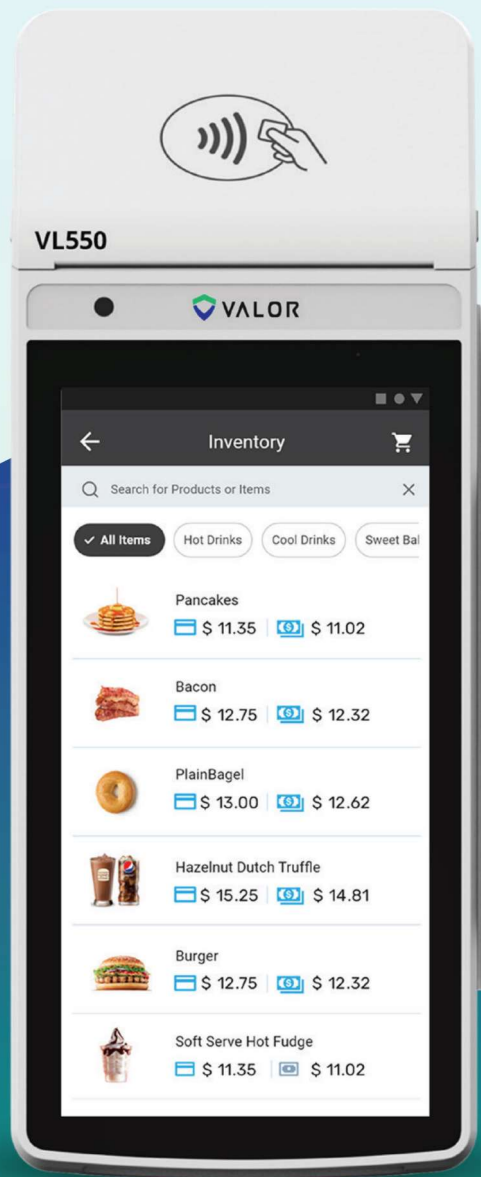 VL550
VALOR
Inventory
Search for Products or Items
All Items Hot Drinks Cool Drinks Sweet Bal
Pancakes
$ 11.35 $ 11.02
Bacon
$ 12.75 $ 12.32
PlainBagel
$ 13.00 $ 12.62
Hazelnut Dutch Truffle
$ 15.25 $ 14.81
Burger
$ 12.75 $ 12.32
Soft Serve Hot Fudge
$ 11.35 $ 11.02